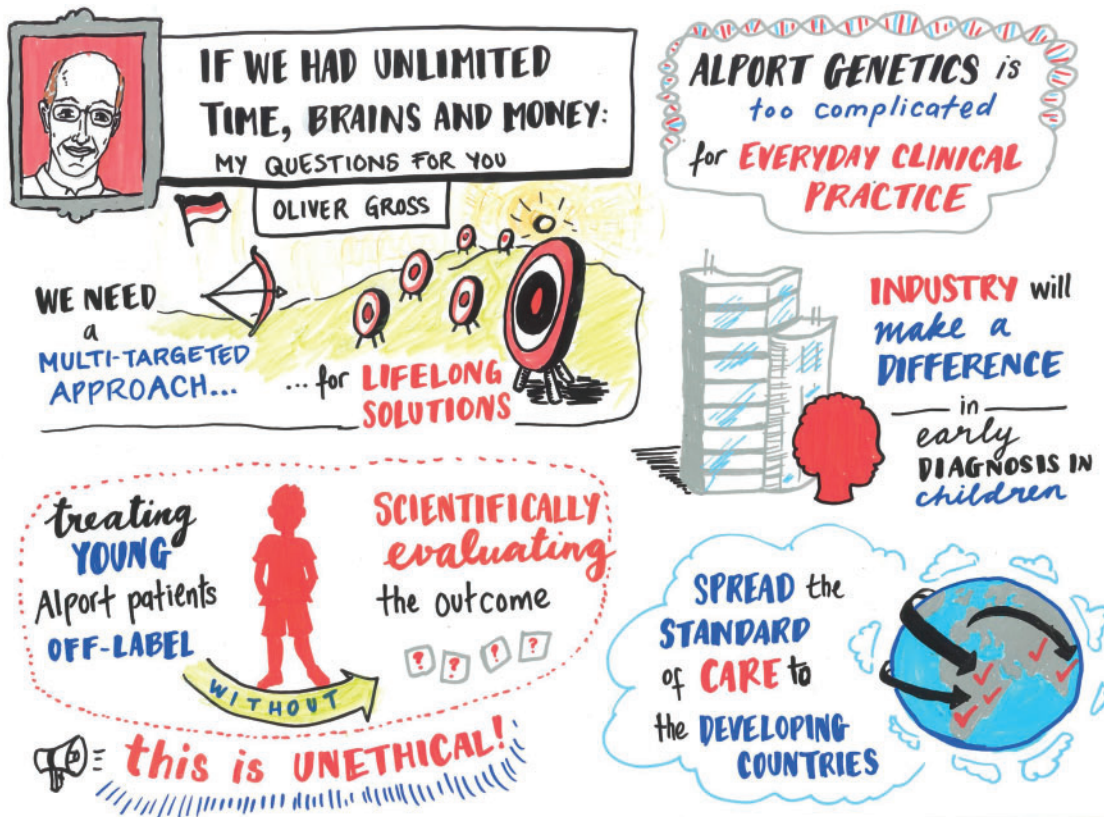 IF WE HAD UNLIMITED
TIME, BRAINS AND MONEY:
MY QUESTIONS FOR YOU
OLIVER GROSS
WE NEED
a
MULTI-TARGETED
APPROACH...
...for LIFELONG
SOLUTIONS
ALPORT GENETICS is
too complicated
for EVERYDAY CLINICAL
PRACTICE
INDUSTRY will
make a
DIFFERENCE
in
early
DIAGNOSIS IN
children
treating
YOUNG
Alport patients
OFF-LABEL
WITHOUT
SCIENTIFICALLY
evaluating
the outcome
? ? ? ?
this is UNETHICAL!
SPREAD the
STANDARD
of CARE to
the DEVELOPING
COUNTRIES